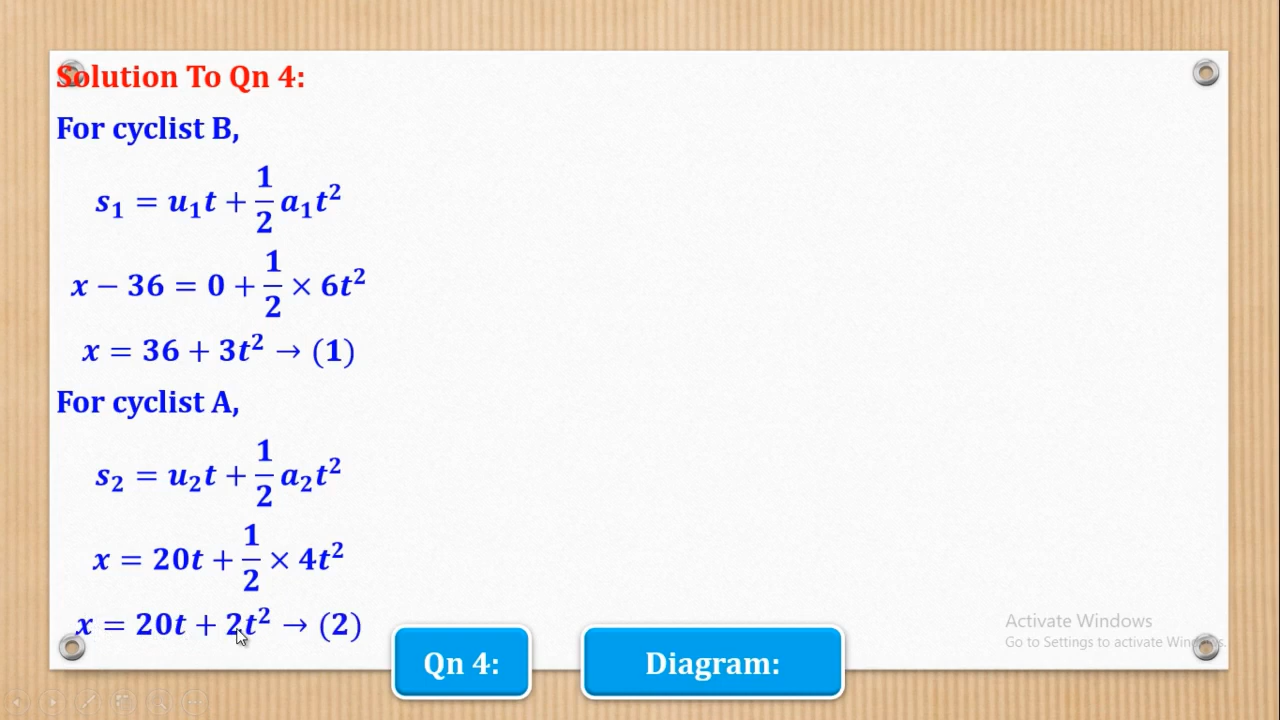 Solution To Qn 4:
For cyclist B,
s₁ = u₁t + 1/2 a₁t²
x − 36 = 0 + 1/2 × 6t²
x = 36 + 3t² → (1)
For cyclist A,
s₂ = u₂t + 1/2 a₂t²
x = 20t + 1/2 × 4t²
x = 20t + 2t² → (2)
Qn 4:
Diagram:
Activate Windows
Go to Settings to activate Windows.